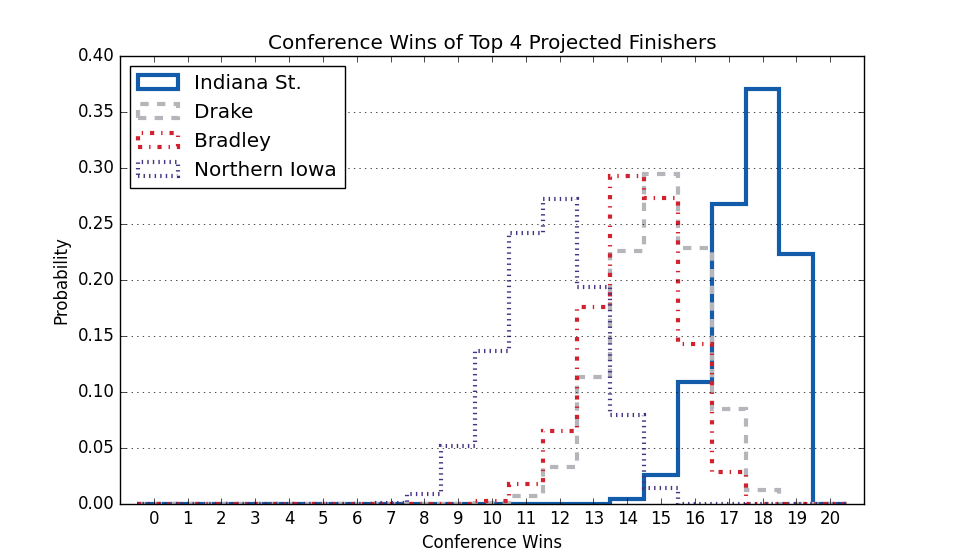 Conference Wins of Top 4 Projected Finishers
0.40
0.35
0.30
0.25
0.20
0.15
0.10
0.05
0.00
Probability
Indiana St.
Drake
Bradley
Northern Iowa
0 1 2 3 4 5 6 7 8 9 10 11 12 13 14 15 16 17 18 19 20
Conference Wins